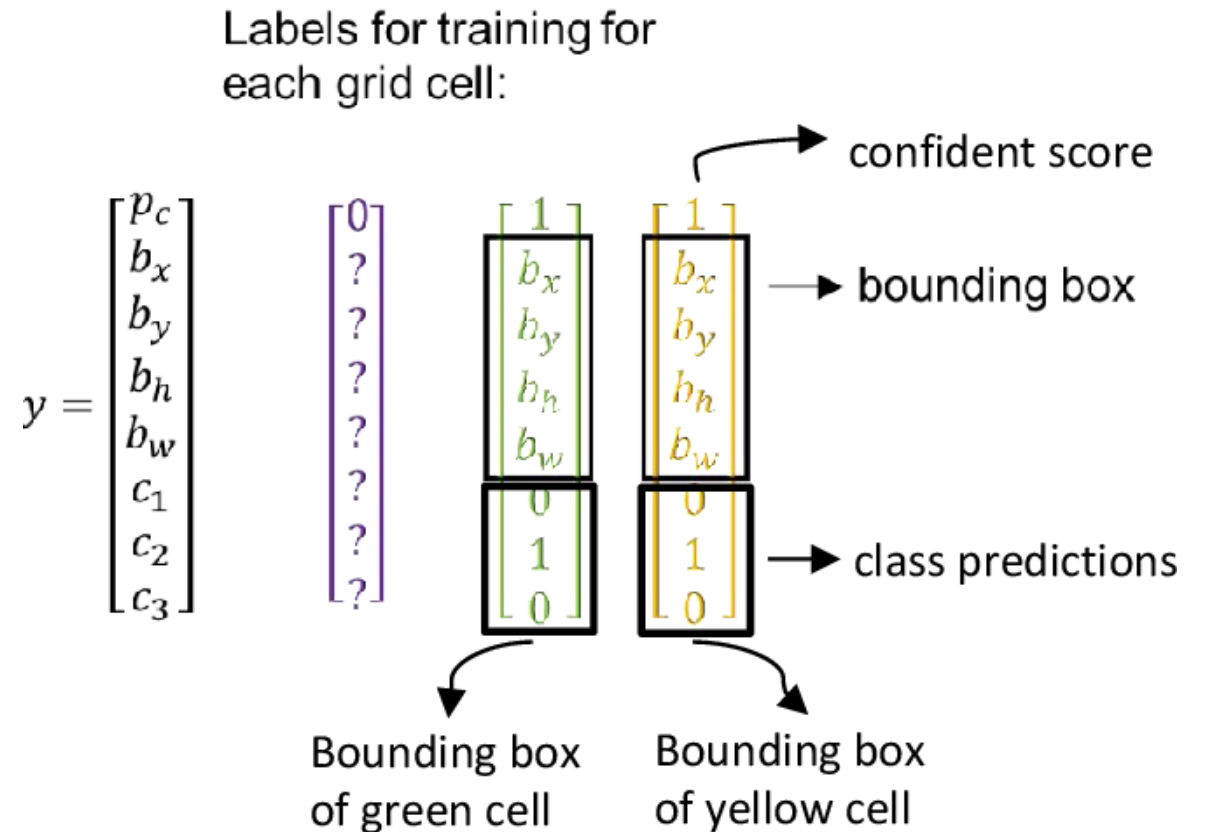 Labels for training for
each grid cell:
confident score
p_c 0 1 1
b_x ? b_x b_x
bounding box
b_y ? b_y b_y
b_h ? b_h b_h
y =
b_w ? b_w b_w
c_1 ? 0 0
c_2 ? 1 1
class predictions
c_3 ? 0 0
Bounding box
of green cell
Bounding box
of yellow cell